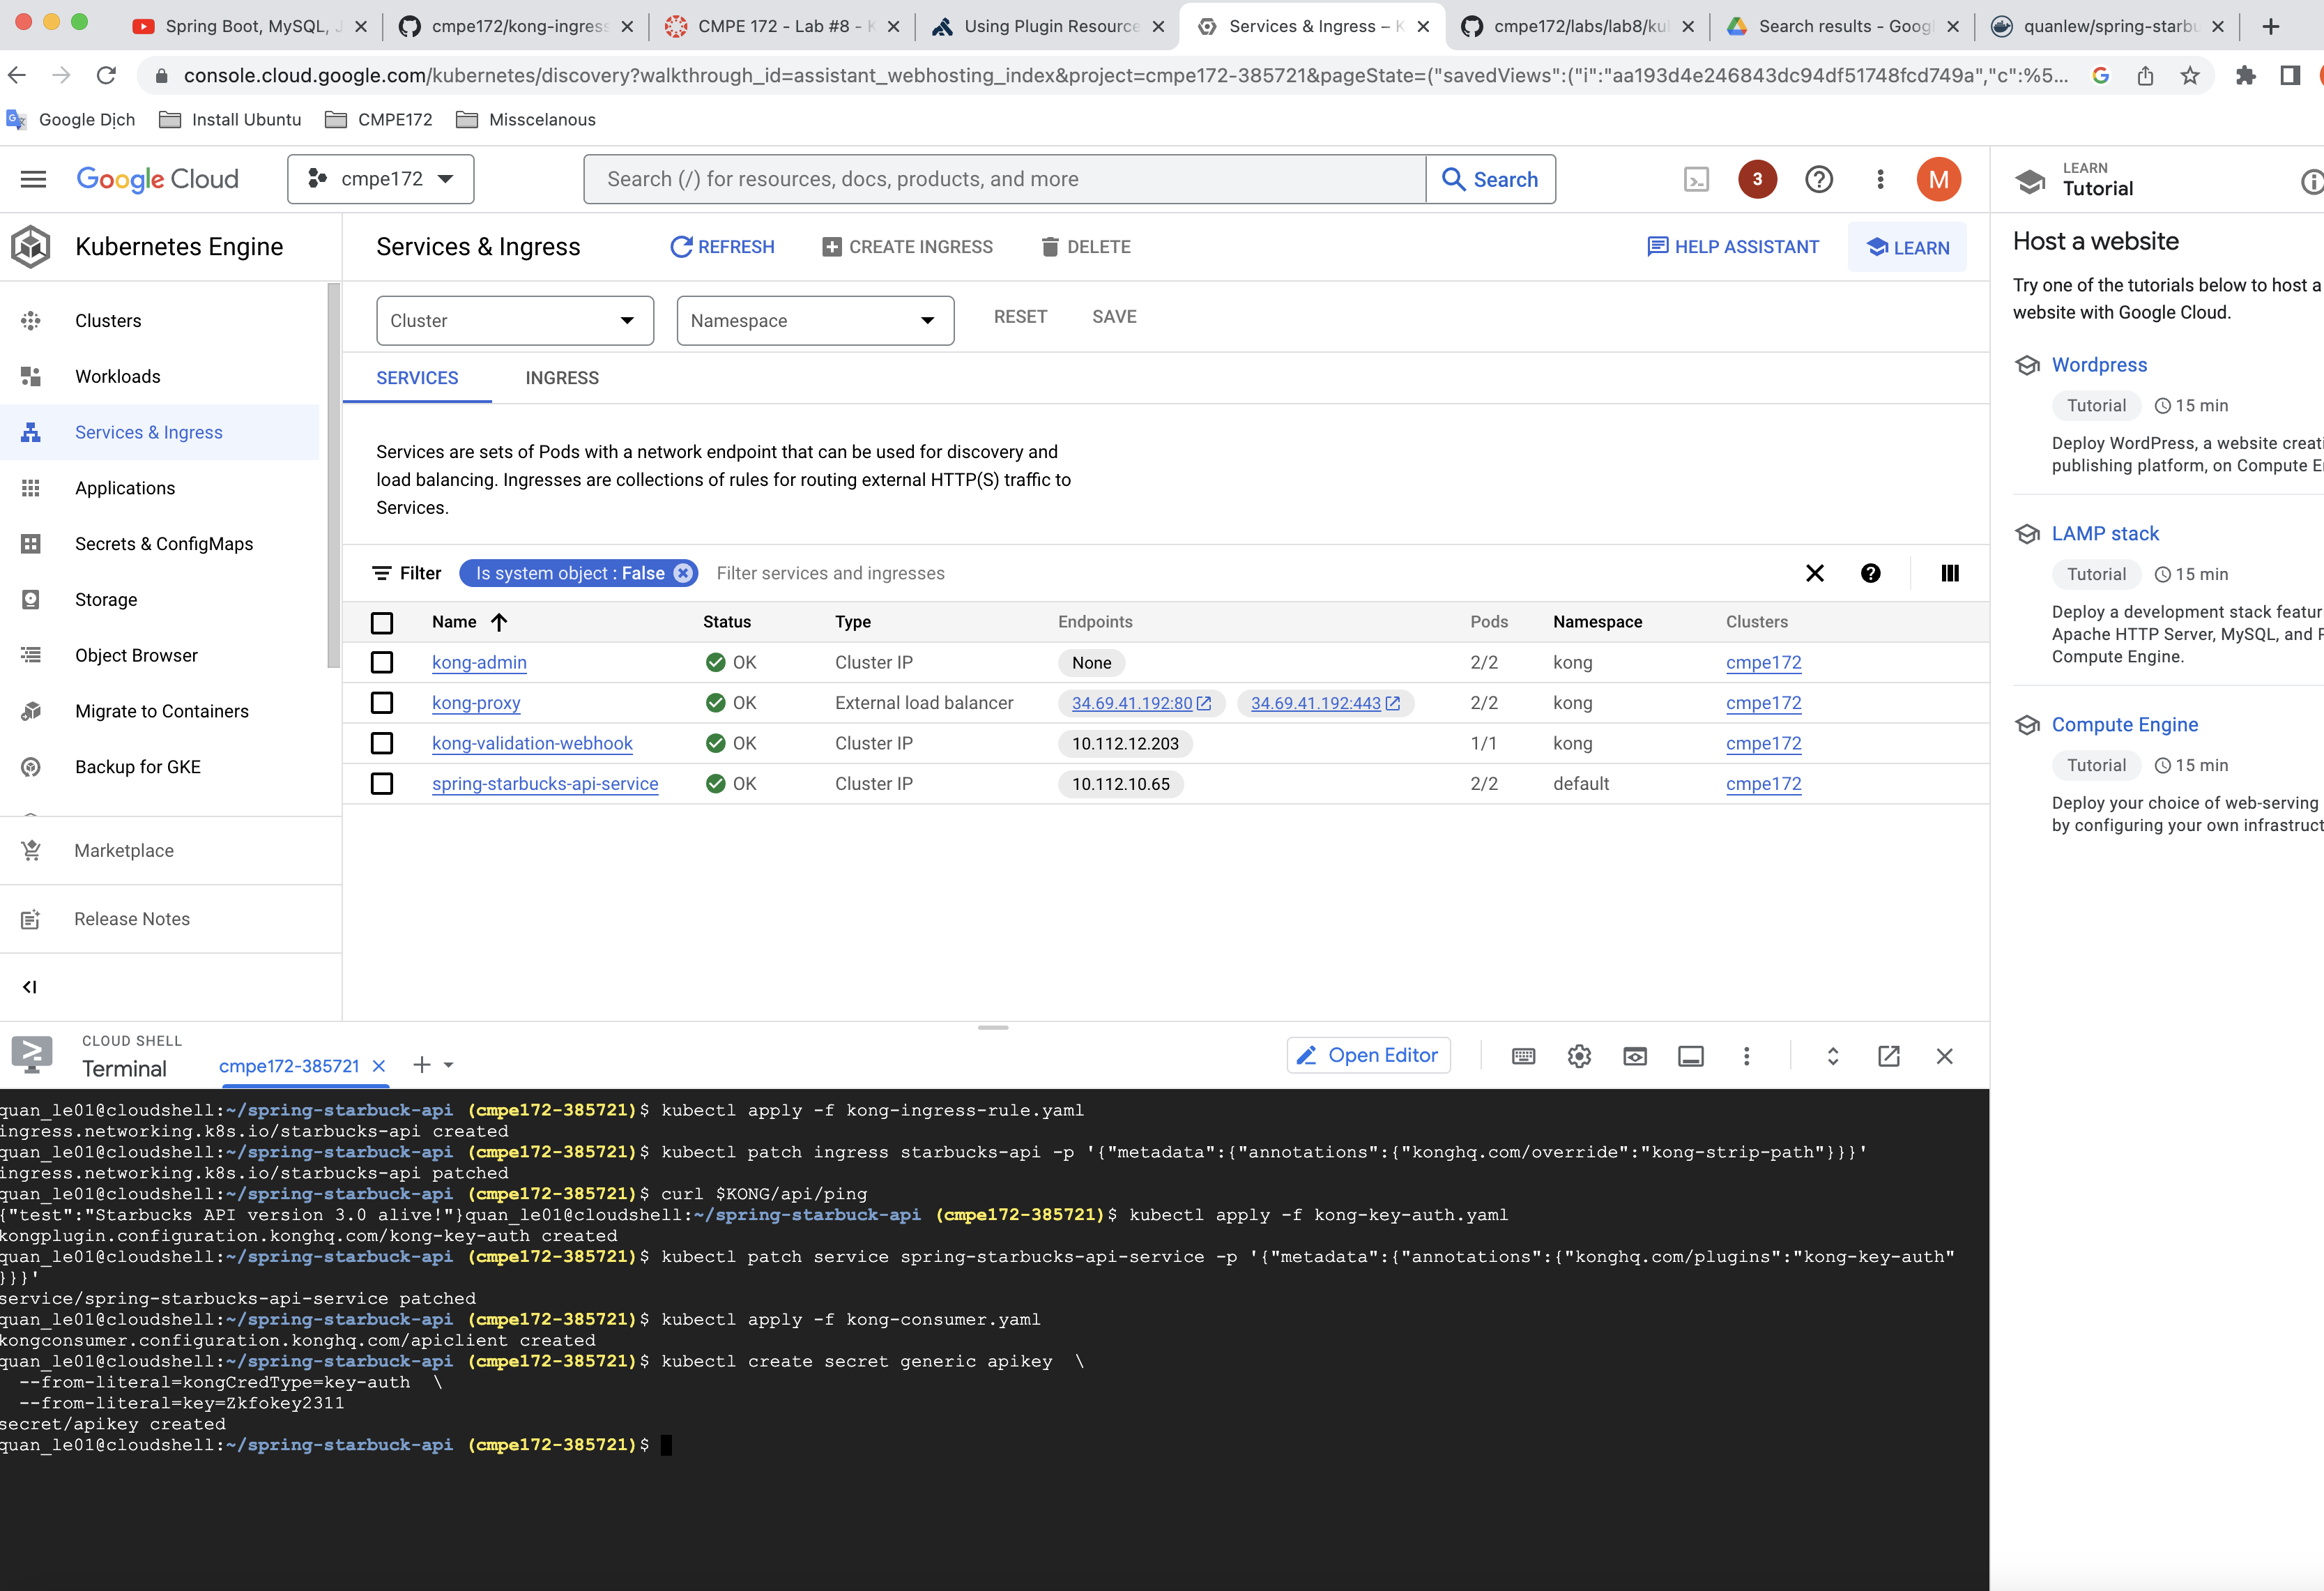 Spring Boot, MySQL, J
cmpe172/kong-ingress
CMPE 172 - Lab #8 - K
Using Plugin Resource
Services & Ingress – K
cmpe172/labs/lab8/kub
Search results - Googl
quanlew/spring-starbu
console.cloud.google.com/kubernetes/discovery?walkthrough_id=assistant_webhosting_index&project=cmpe172-385721&pageState=("savedViews":("i":"aa193d4e246843dc94df51748fcd749a","c":%5...
Google Dịch
Install Ubuntu
CMPE172
Misscelanous
Google Cloud
cmpe172
Search (/) for resources, docs, products, and more
Search
3
M
LEARN
Tutorial
Kubernetes Engine
Services & Ingress
REFRESH
CREATE INGRESS
DELETE
HELP ASSISTANT
LEARN
Clusters
Workloads
Services & Ingress
Applications
Secrets & ConfigMaps
Storage
Object Browser
Migrate to Containers
Backup for GKE
Marketplace
Release Notes
Cluster
Namespace
RESET
SAVE
SERVICES
INGRESS
Services are sets of Pods with a network endpoint that can be used for discovery and
load balancing. Ingresses are collections of rules for routing external HTTP(S) traffic to
Services.
Filter
Is system object : False
Filter services and ingresses
Name Status Type Endpoints Pods Namespace Clusters
kong-admin OK Cluster IP None 2/2 kong cmpe172
kong-proxy OK External load balancer 34.69.41.192:80 34.69.41.192:443 2/2 kong cmpe172
kong-validation-webhook OK Cluster IP 10.112.12.203 1/1 kong cmpe172
spring-starbucks-api-service OK Cluster IP 10.112.10.65 2/2 default cmpe172
Host a website
Try one of the tutorials below to host a
website with Google Cloud.
Wordpress
Tutorial 15 min
Deploy WordPress, a website creati
publishing platform, on Compute E
LAMP stack
Tutorial 15 min
Deploy a development stack featur
Apache HTTP Server, MySQL, and P
Compute Engine.
Compute Engine
Tutorial 15 min
Deploy your choice of web-serving
by configuring your own infrastruct
CLOUD SHELL
Terminal
cmpe172-385721
Open Editor
quan_le01@cloudshell:~/spring-starbuck-api (cmpe172-385721)$ kubectl apply -f kong-ingress-rule.yaml
ingress.networking.k8s.io/starbucks-api created
quan_le01@cloudshell:~/spring-starbuck-api (cmpe172-385721)$ kubectl patch ingress starbucks-api -p '{"metadata":{"annotations":{"konghq.com/override":"kong-strip-path"}}}'
ingress.networking.k8s.io/starbucks-api patched
quan_le01@cloudshell:~/spring-starbuck-api (cmpe172-385721)$ curl $KONG/api/ping
{"test":"Starbucks API version 3.0 alive!"}quan_le01@cloudshell:~/spring-starbuck-api (cmpe172-385721)$ kubectl apply -f kong-key-auth.yaml
kongplugin.configuration.konghq.com/kong-key-auth created
quan_le01@cloudshell:~/spring-starbuck-api (cmpe172-385721)$ kubectl patch service spring-starbucks-api-service -p '{"metadata":{"annotations":{"konghq.com/plugins":"kong-key-auth"
}}}'
service/spring-starbucks-api-service patched
quan_le01@cloudshell:~/spring-starbuck-api (cmpe172-385721)$ kubectl apply -f kong-consumer.yaml
kongconsumer.configuration.konghq.com/apiclient created
quan_le01@cloudshell:~/spring-starbuck-api (cmpe172-385721)$ kubectl create secret generic apikey \
--from-literal=kongCredType=key-auth \
--from-literal=key=Zkfokey2311
secret/apikey created
quan_le01@cloudshell:~/spring-starbuck-api (cmpe172-385721)$